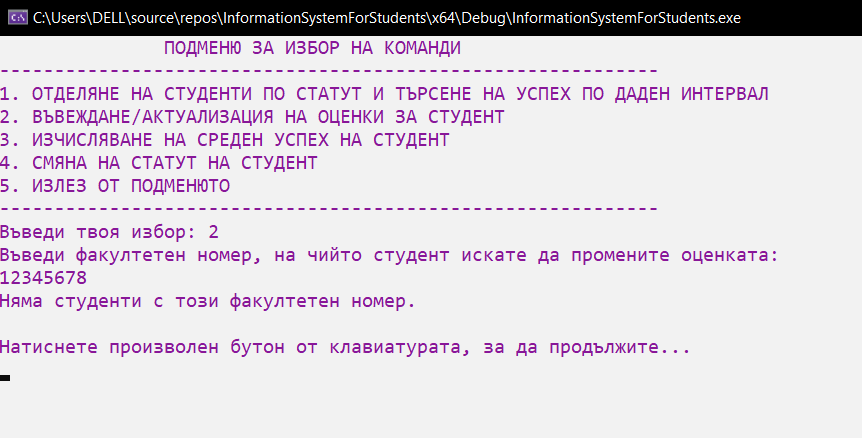 C:\Users\DELL\source\repos\InformationSystemForStudents\x64\Debug\InformationSystemForStudents.exe
ПОДМЕНЮ ЗА ИЗБОР НА КОМАНДИ
------------------------------------------------------------
1. ОТДЕЛЯНЕ НА СТУДЕНТИ ПО СТАТУТ И ТЪРСЕНЕ НА УСПЕХ ПО ДАДЕН ИНТЕРВАЛ
2. ВЪВЕЖДАНЕ/АКТУАЛИЗАЦИЯ НА ОЦЕНКИ ЗА СТУДЕНТ
3. ИЗЧИСЛЯВАНЕ НА СРЕДЕН УСПЕХ НА СТУДЕНТ
4. СМЯНА НА СТАТУТ НА СТУДЕНТ
5. ИЗЛЕЗ ОТ ПОДМЕНЮТО
------------------------------------------------------------
Въведи твоя избор: 2
Въведи факултетен номер, на чийто студент искате да промените оценката:
12345678
Няма студенти с този факултетен номер.
Натиснете произволен бутон от клавиатурата, за да продължите...